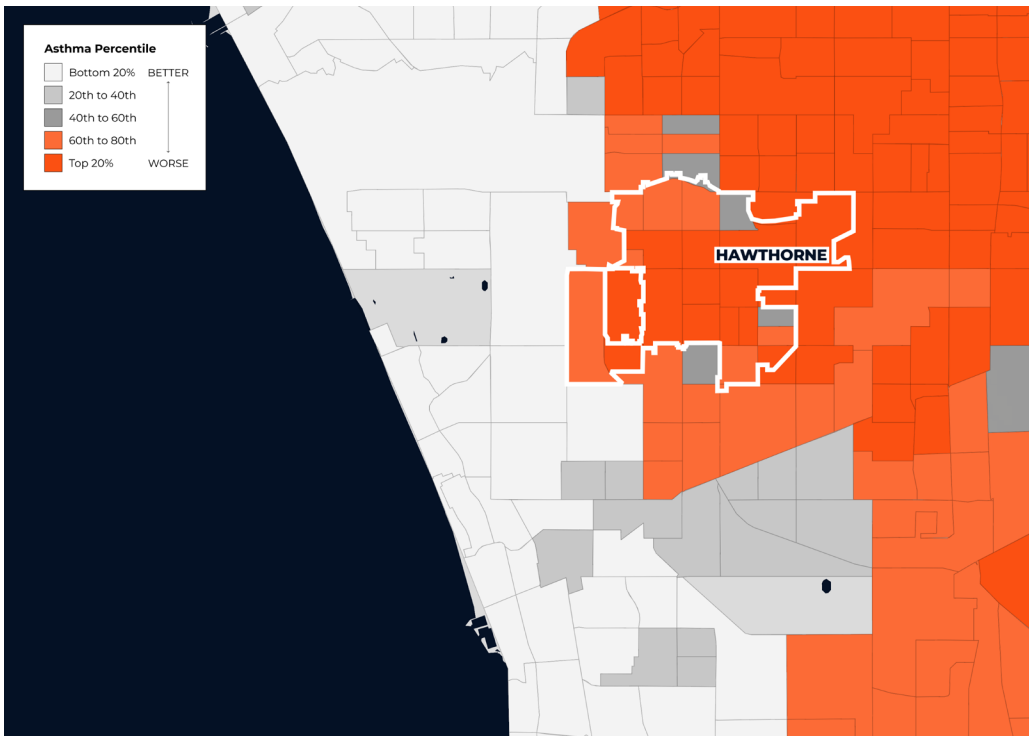 Asthma Percentile
Bottom 20% BETTER
20th to 40th
40th to 60th
60th to 80th
Top 20% WORSE
HAWTHORNE